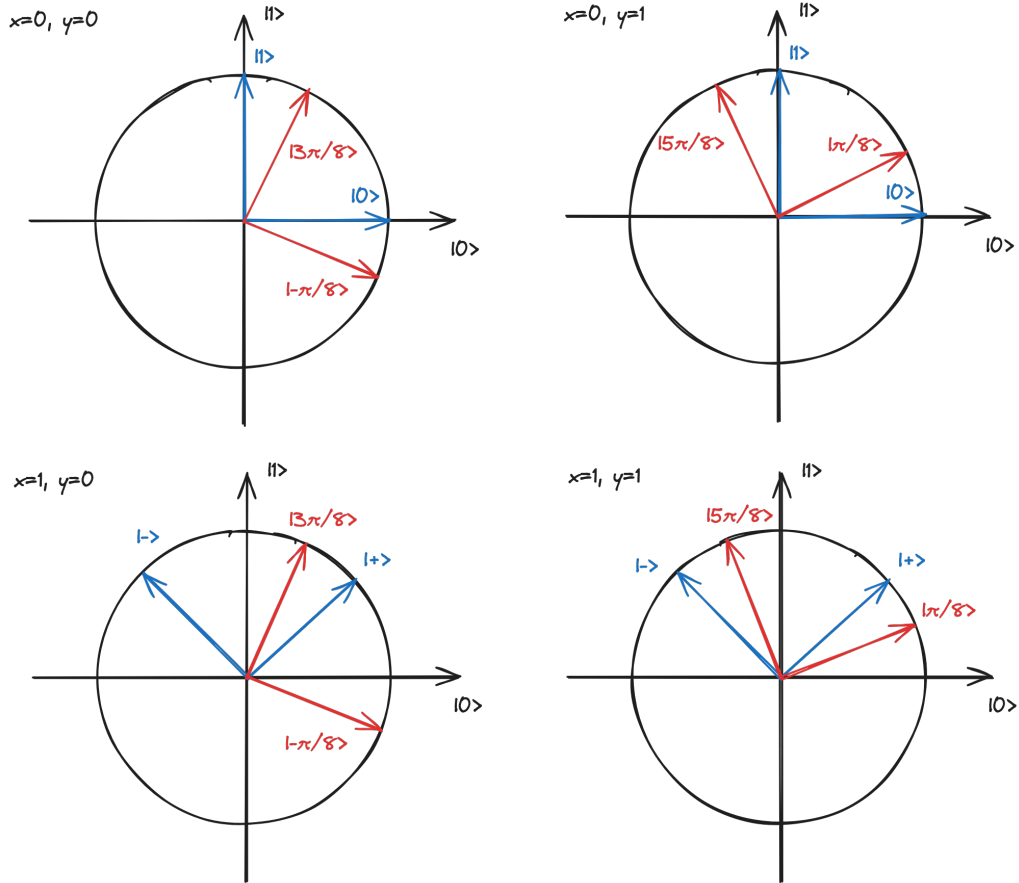 x=0, y=0
|1>
|1>
|3π/8>
|0>
|0>
|-π/8>
x=0, y=1
|1>
|1>
|5π/8>
|π/8>
|0>
|0>
x=1, y=0
|1>
|->
|3π/8>
|+>
|0>
|-π/8>
x=1, y=1
|1>
|5π/8>
|->
|+>
|π/8>
|0>